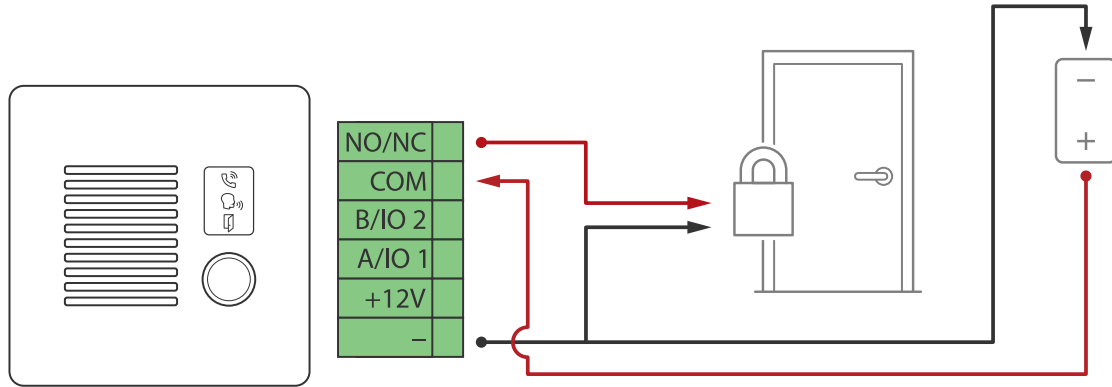 NO/NC
COM
B/IO 2
A/IO 1
+12V
–
–
+